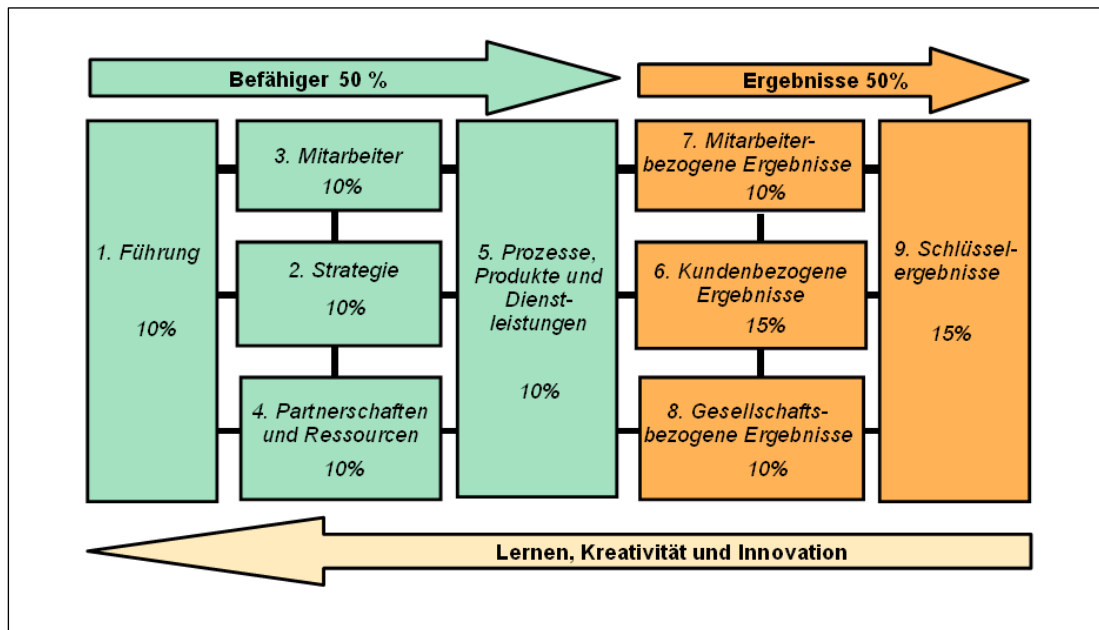 Befähiger 50 %
Ergebnisse 50%
1. Führung
10%
3. Mitarbeiter
10%
2. Strategie
10%
4. Partnerschaften
und Ressourcen
10%
5. Prozesse,
Produkte und
Dienst-
leistungen
10%
7. Mitarbeiter-
bezogene Ergebnisse
10%
6. Kundenbezogene
Ergebnisse
15%
8. Gesellschafts-
bezogene Ergebnisse
10%
9. Schlüssel-
ergebnisse
15%
Lernen, Kreativität und Innovation